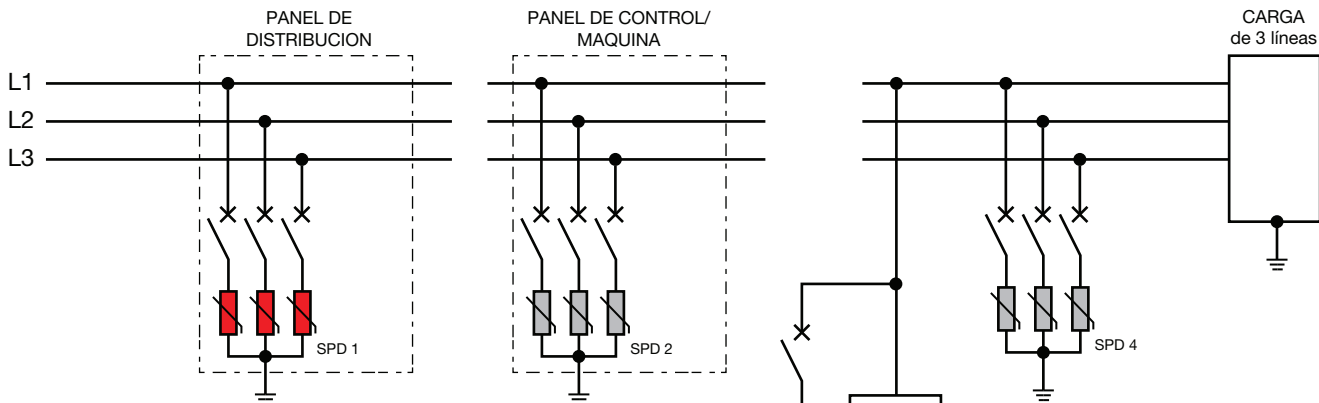 PANEL DE
DISTRIBUCION
PANEL DE CONTROL/
MAQUINA
CARGA
de 3 líneas
L1
L2
L3
SPD 1
SPD 2
SPD 4